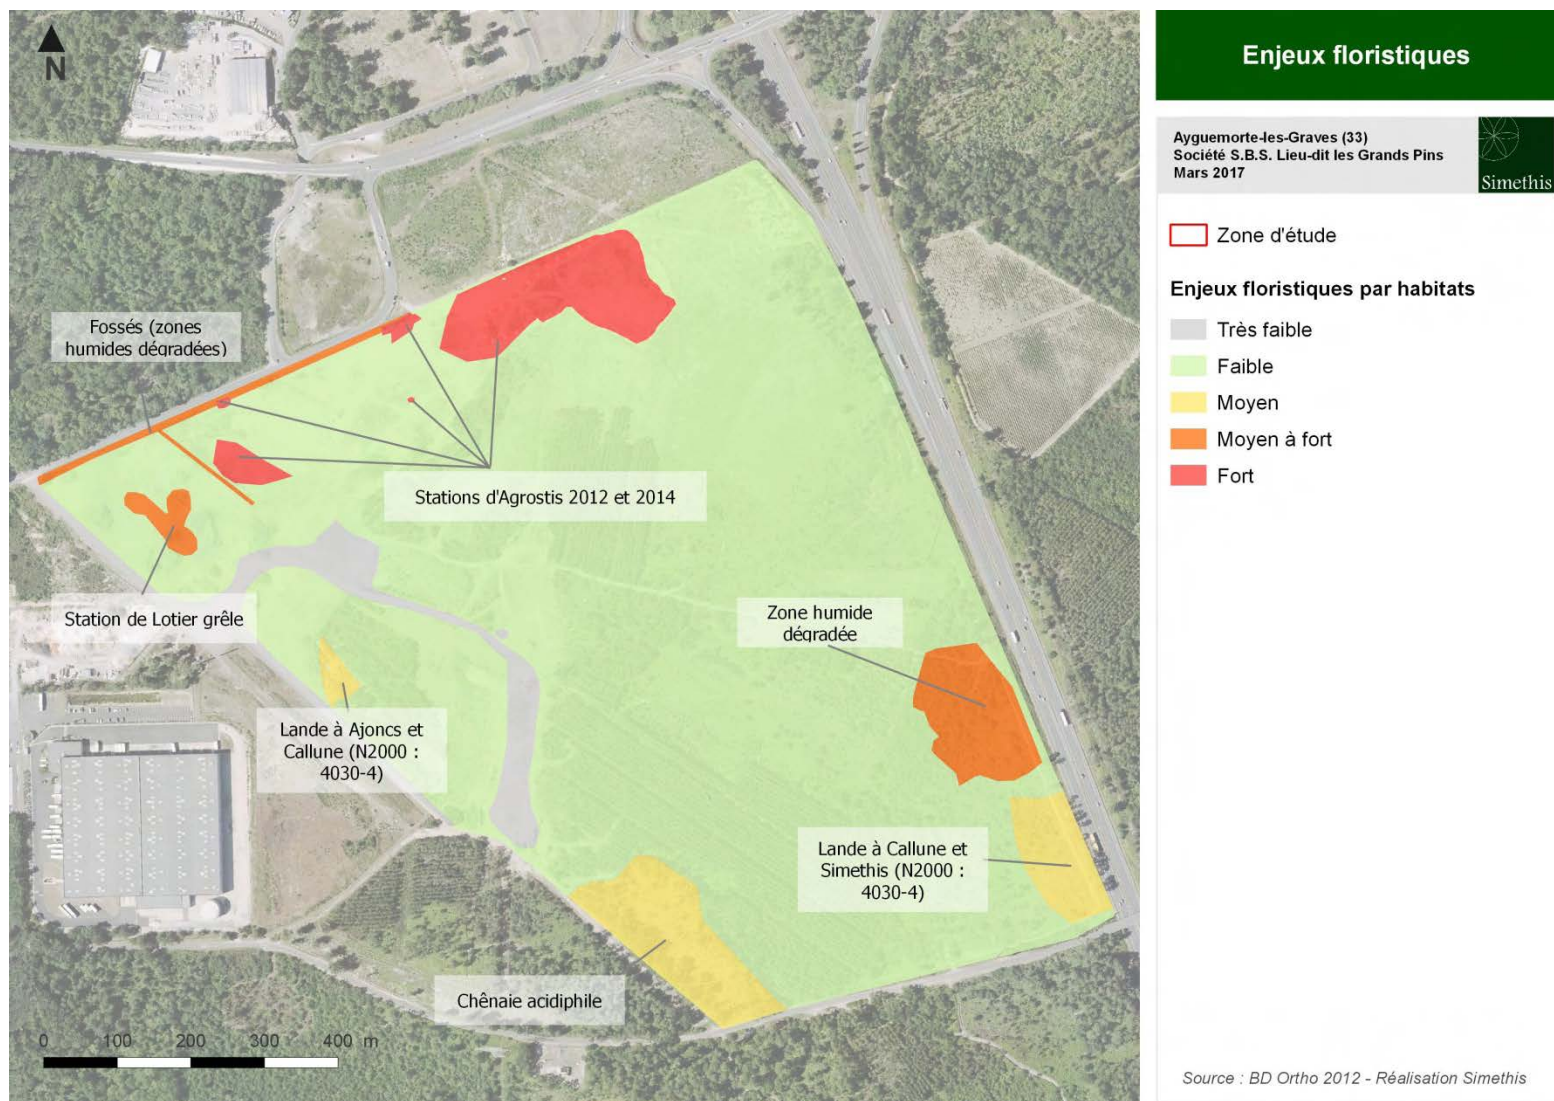 N
Fossés (zones
humides dégradées)
Stations d'Agrostis 2012 et 2014
Station de Lotier grêle
Zone humide
dégradée
Lande à Ajoncs et
Callune (N2000 :
4030-4)
Lande à Callune et
Simethis (N2000 :
4030-4)
Chênaie acidiphile
0 100 200 300 400 m
Enjeux floristiques
Ayguemorte-les-Graves (33)
Société S.B.S. Lieu-dit les Grands Pins
Mars 2017
Simethis
Zone d'étude
Enjeux floristiques par habitats
Très faible
Faible
Moyen
Moyen à fort
Fort
Source : BD Ortho 2012 - Réalisation Simethis